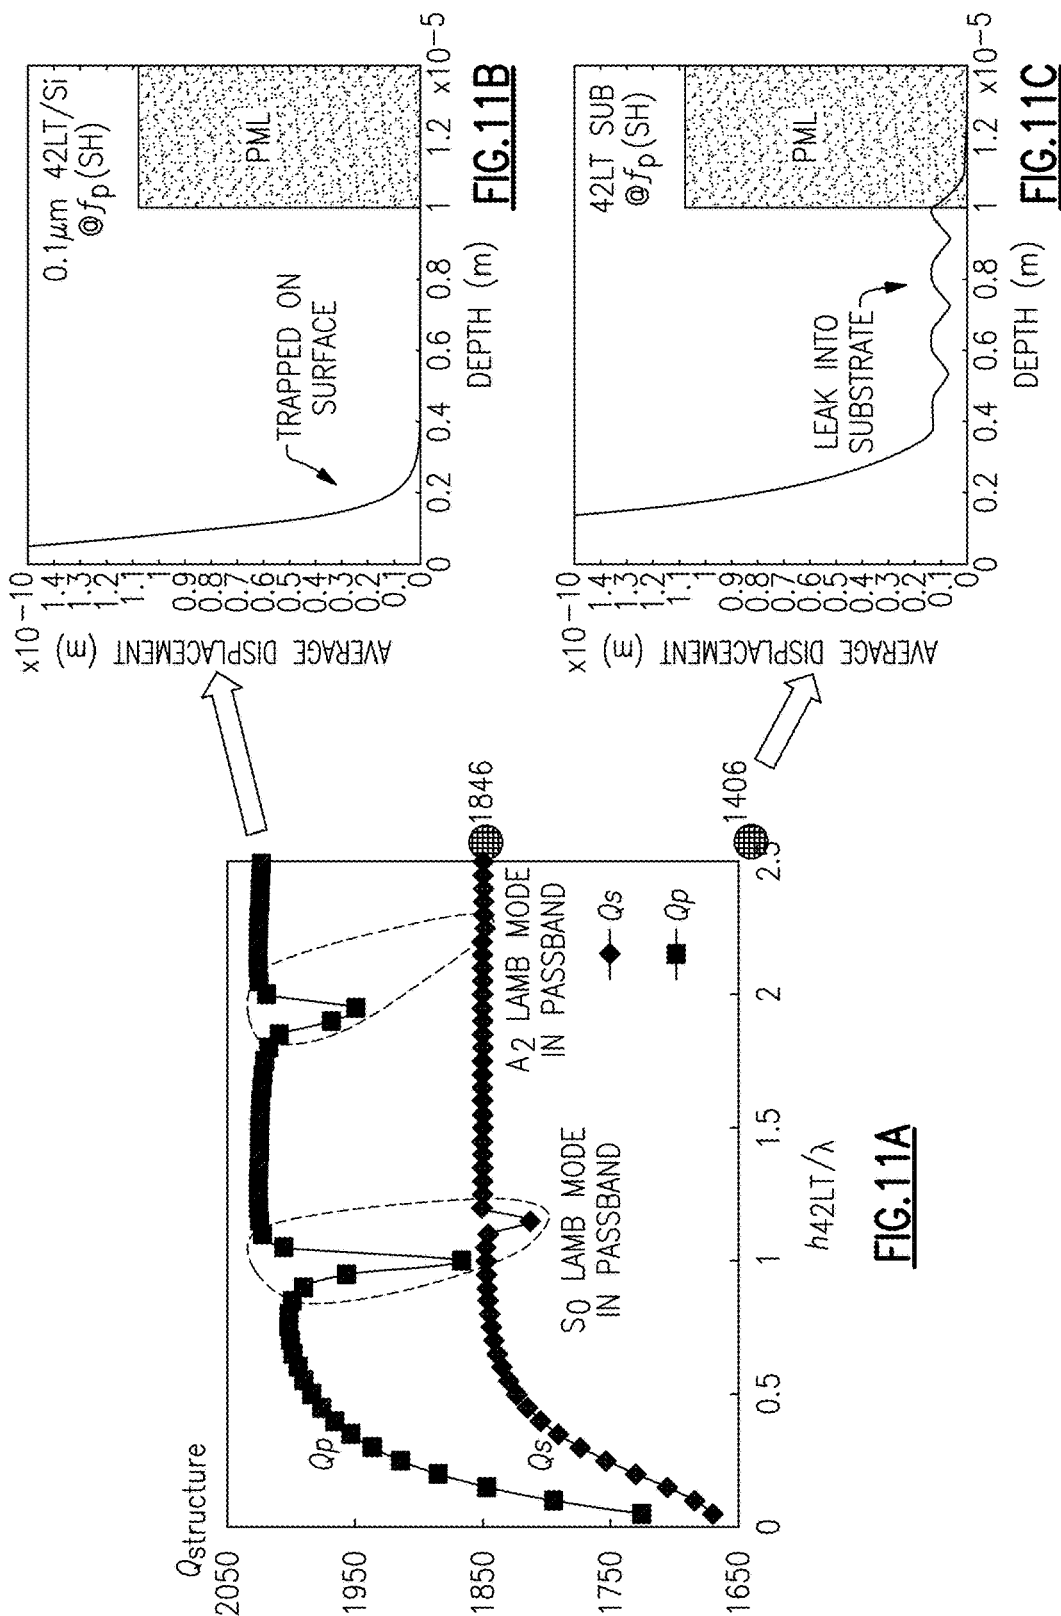 Qstructure
2050
1950
1850
1750
1650
0
0.5
1
1.5
2
2.5
h42LT/λ
Qp
Qs
S0 LAMB MODE
IN PASSBAND
A2 LAMB MODE
IN PASSBAND
Qs
Qp
1846
1406
FIG.11A
x10-10
1.4
1.3
1.2
1.1
1
0.9
0.8
0.7
0.6
0.5
0.4
0.3
0.2
0.1
0.0
AVERAGE DISPLACEMENT (m)
0.1μm 42LT/Si
@fp(SH)
TRAPPED ON
SURFACE
PML
0
0.2
0.4
0.6
0.8
1
1.2
x10-5
DEPTH (m)
FIG.11B
x10-10
1.4
1.3
1.2
1.1
1
0.9
0.8
0.7
0.6
0.5
0.4
0.3
0.2
0.1
0.0
AVERAGE DISPLACEMENT (m)
42LT SUB
@fp(SH)
LEAK INTO
SUBSTRATE
PML
0
0.2
0.4
0.6
0.8
1
1.2
x10-5
DEPTH (m)
FIG.11C